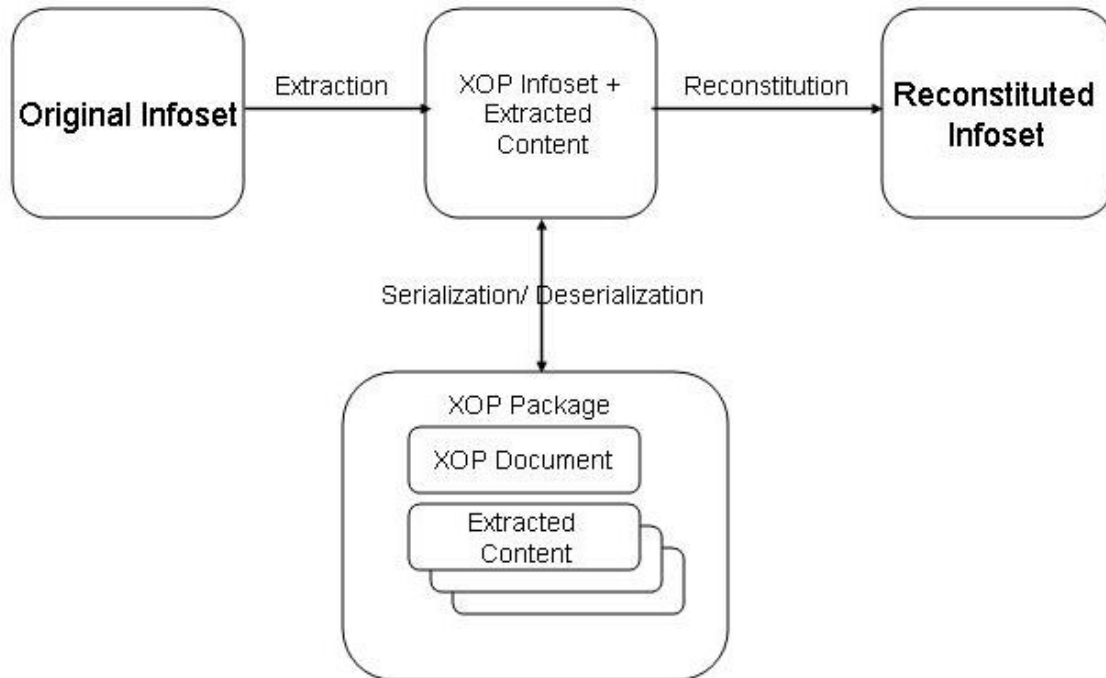 Original Infoset
Extraction
XOP Infoset +
Extracted
Content
Reconstitution
Reconstituted
Infoset
Serialization/ Deserialization
XOP Package
XOP Document
Extracted
Content